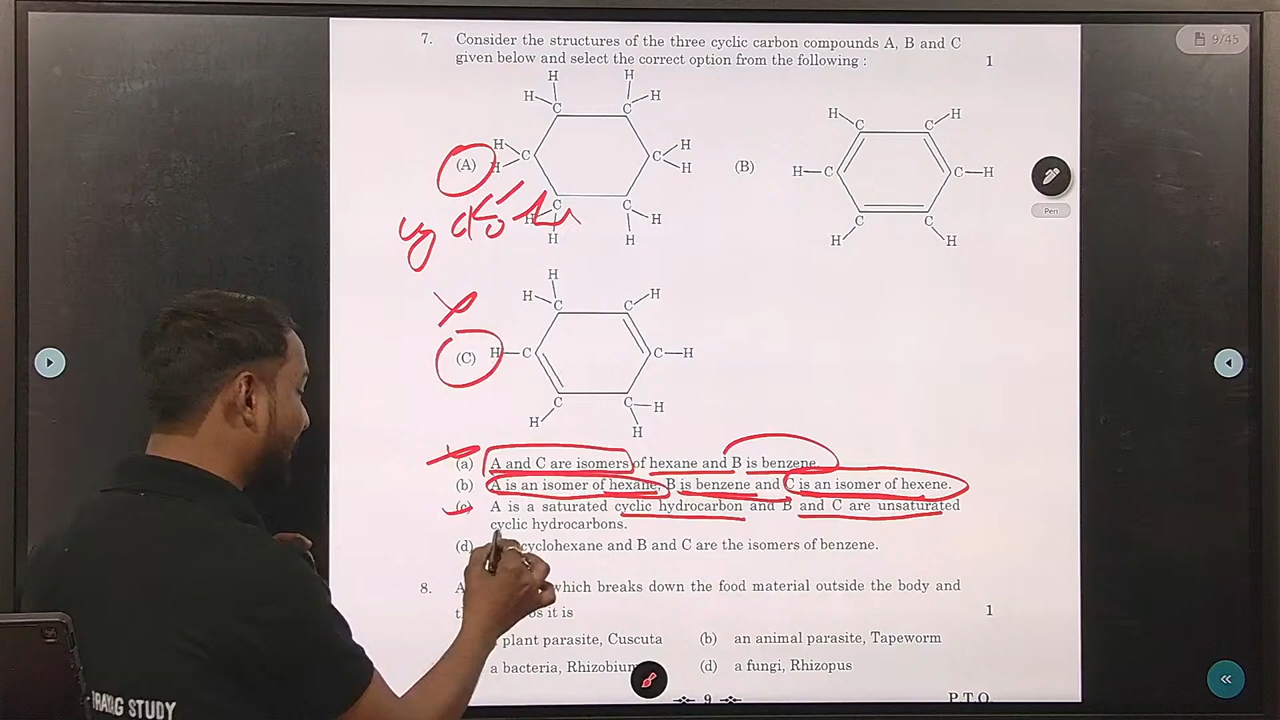 9/45
7. Consider the structures of the three cyclic carbon compounds A, B and C
given below and select the correct option from the following : 1
H H
H C C H
(A) H H C C H H
H C H C H
H H
cyclo
(B)
H C C H
H—C C—H
C C
H H
Pen
H
H C C H
(C) H—C C—H
C C—H
H H
(a) A and C are isomers of hexane and B is benzene.
(b) A is an isomer of hexane, B is benzene and C is an isomer of hexene.
(c) A is a saturated cyclic hydrocarbon and B and C are unsaturated
cyclic hydrocarbons.
(d) cyclohexane and B and C are the isomers of benzene.
8. which breaks down the food material outside the body and
it is 1
plant parasite, Cuscuta (b) an animal parasite, Tapeworm
a bacteria, Rhizobium (d) a fungi, Rhizopus
9 P.T.O.
STUDY